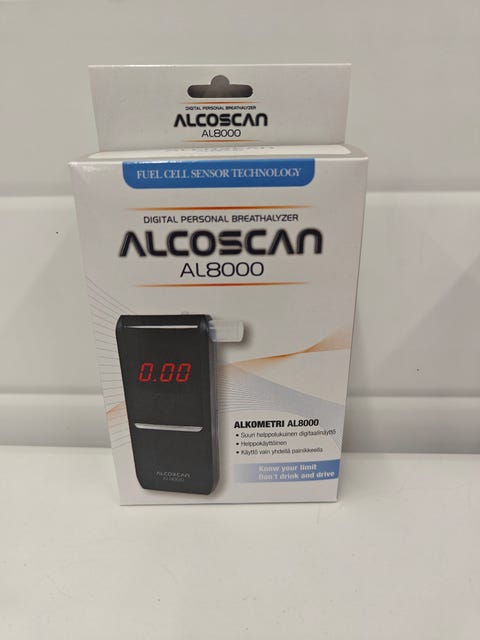 DIGITAL PERSONAL BREATHALYZER
ALCOSCAN
AL8000
FUEL CELL SENSOR TECHNOLOGY
DIGITAL PERSONAL BREATHALYZER
ALCOSCAN
AL8000
0.00
ALCOSCAN
AL8000
ALKOMETRI AL8000
• Suuri helppolukuinen digitaalinäyttö
• Helppokäyttöinen
• Käyttö vain yhdellä painikkeella
Know your limit
Don't drink and drive